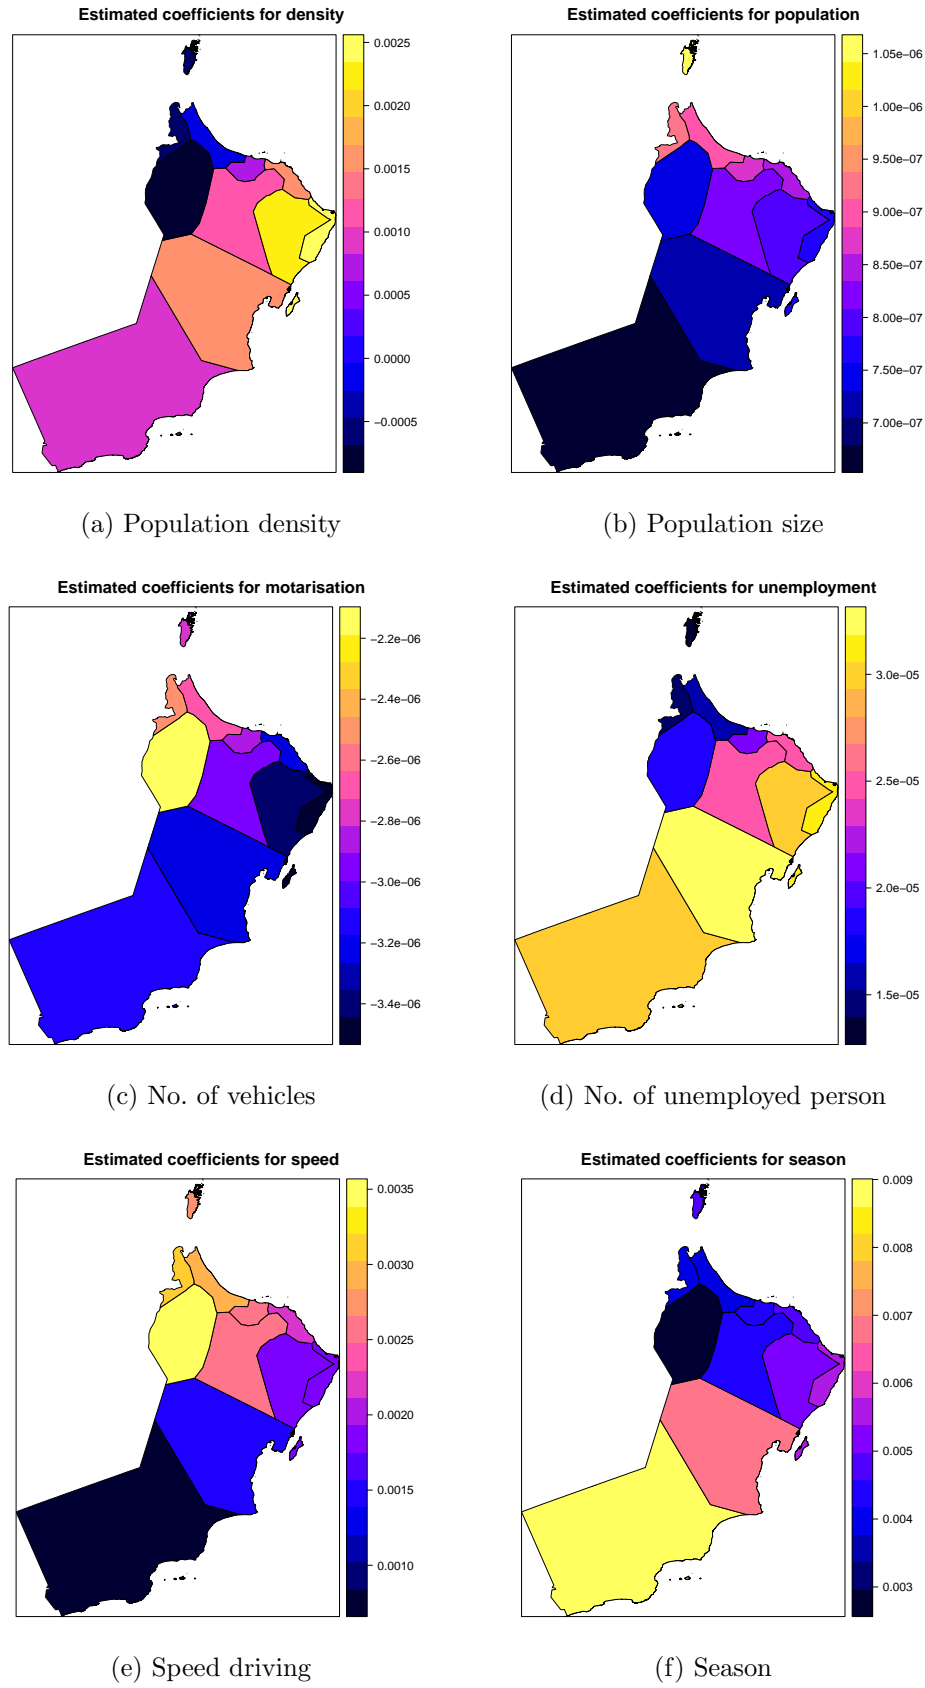 Estimated coefficients for density
0.0025
0.0020
0.0015
0.0010
0.0005
0.0000
−0.0005
(a) Population density
Estimated coefficients for population
1.05e−06
1.00e−06
9.50e−07
9.00e−07
8.50e−07
8.00e−07
7.50e−07
7.00e−07
(b) Population size
Estimated coefficients for motarisation
−2.2e−06
−2.4e−06
−2.6e−06
−2.8e−06
−3.0e−06
−3.2e−06
−3.4e−06
(c) No. of vehicles
Estimated coefficients for unemployment
3.0e−05
2.5e−05
2.0e−05
1.5e−05
(d) No. of unemployed person
Estimated coefficients for speed
0.0035
0.0030
0.0025
0.0020
0.0015
0.0010
(e) Speed driving
Estimated coefficients for season
0.009
0.008
0.007
0.006
0.005
0.004
0.003
(f) Season